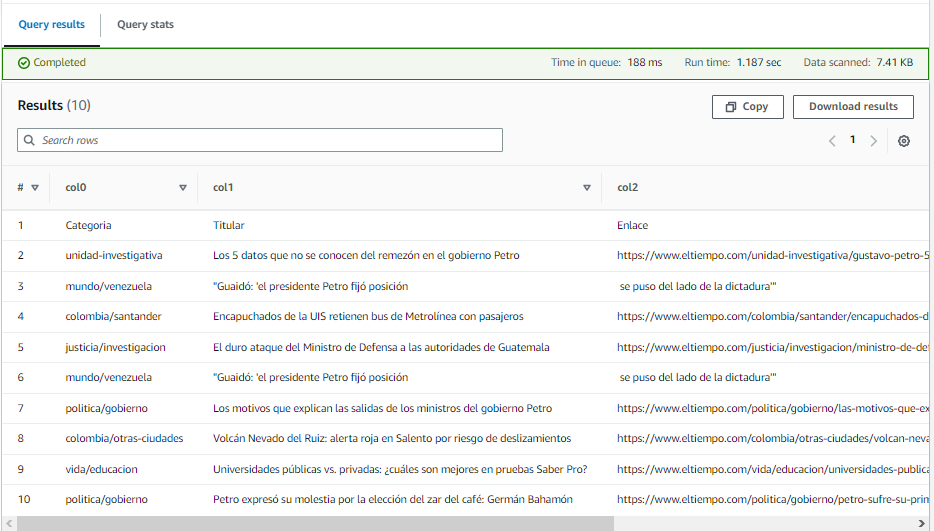 Query results Query stats
Completed Time in queue: 188 ms Run time: 1.187 sec Data scanned: 7.41 KB
Results (10) Copy Download results
Search rows 1
# col0 col1 col2
1 Categoria Titular Enlace
2 unidad-investigativa Los 5 datos que no se conocen del remezón en el gobierno Petro https://www.eltiempo.com/unidad-investigativa/gustavo-petro-5
3 mundo/venezuela "Guaidó: 'el presidente Petro fijó posición se puso del lado de la dictadura'"
4 colombia/santander Encapuchados de la UIS retienen bus de Metrolínea con pasajeros https://www.eltiempo.com/colombia/santander/encapuchados-d
5 justicia/investigacion El duro ataque del Ministro de Defensa a las autoridades de Guatemala https://www.eltiempo.com/justicia/investigacion/ministro-de-def
6 mundo/venezuela "Guaidó: 'el presidente Petro fijó posición se puso del lado de la dictadura'"
7 politica/gobierno Los motivos que explican las salidas de los ministros del gobierno Petro https://www.eltiempo.com/politica/gobierno/las-motivos-que-ex
8 colombia/otras-ciudades Volcán Nevado del Ruiz: alerta roja en Salento por riesgo de deslizamientos https://www.eltiempo.com/colombia/otras-ciudades/volcan-neva
9 vida/educacion Universidades públicas vs. privadas: ¿cuáles son mejores en pruebas Saber Pro? https://www.eltiempo.com/vida/educacion/universidades-publica
10 politica/gobierno Petro expresó su molestia por la elección del zar del café: Germán Bahamón https://www.eltiempo.com/politica/gobierno/petro-sufre-su-prin